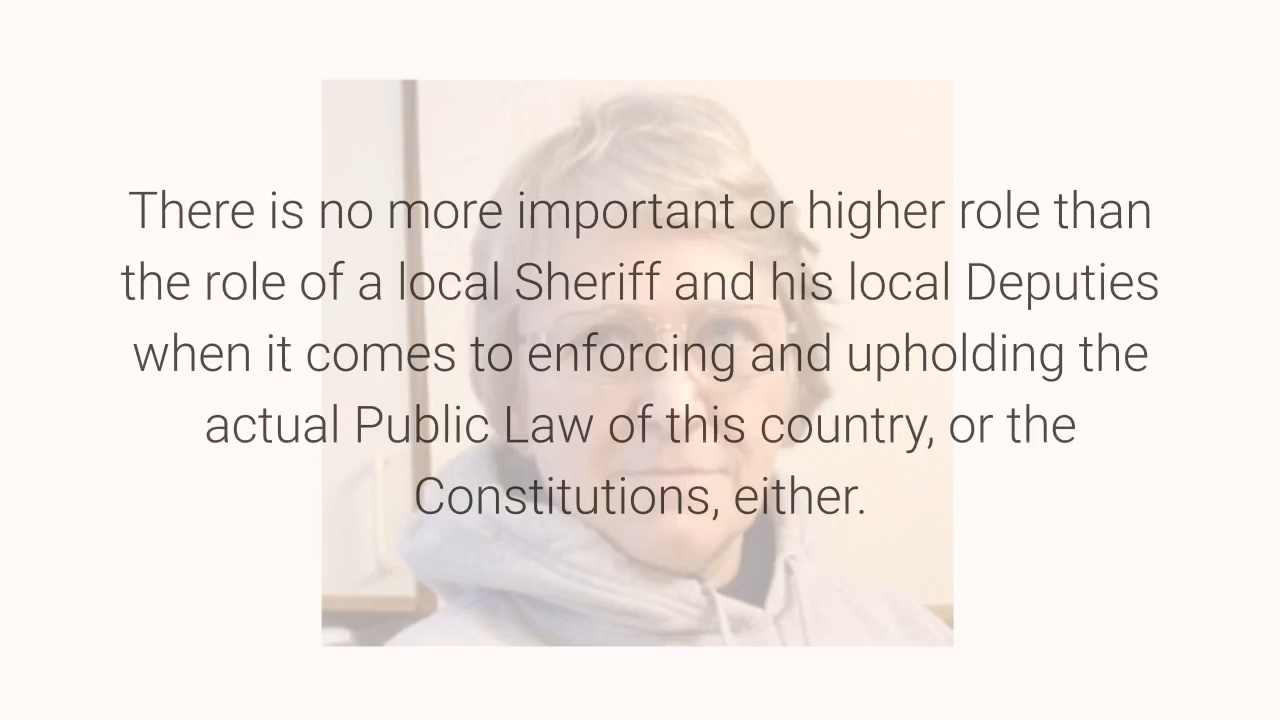 There is no more important or higher role than
the role of a local Sheriff and his local Deputies
when it comes to enforcing and upholding the
actual Public Law of this country, or the
Constitutions, either.